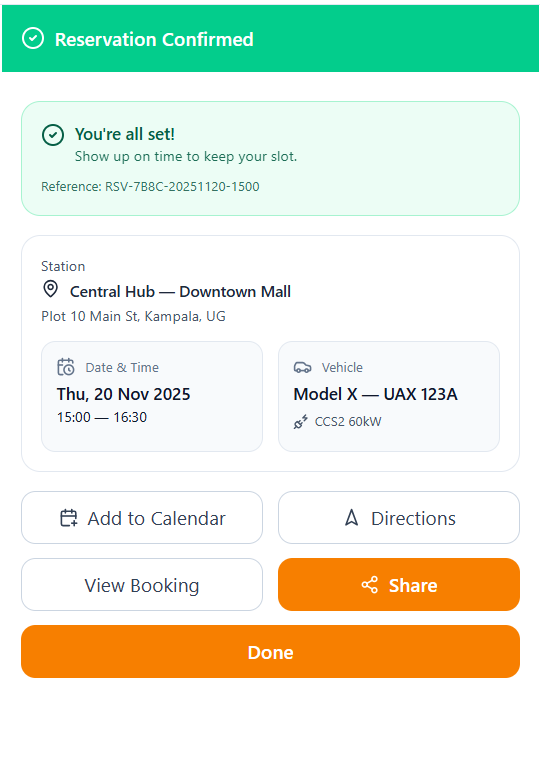 Reservation Confirmed
You're all set!
Show up on time to keep your slot.
Reference: RSV-7B8C-20251120-1500
Station
Central Hub — Downtown Mall
Plot 10 Main St, Kampala, UG
Date & Time
Thu, 20 Nov 2025
15:00 — 16:30
Vehicle
Model X — UAX 123A
CCS2 60kW
Add to Calendar
Directions
View Booking
Share
Done